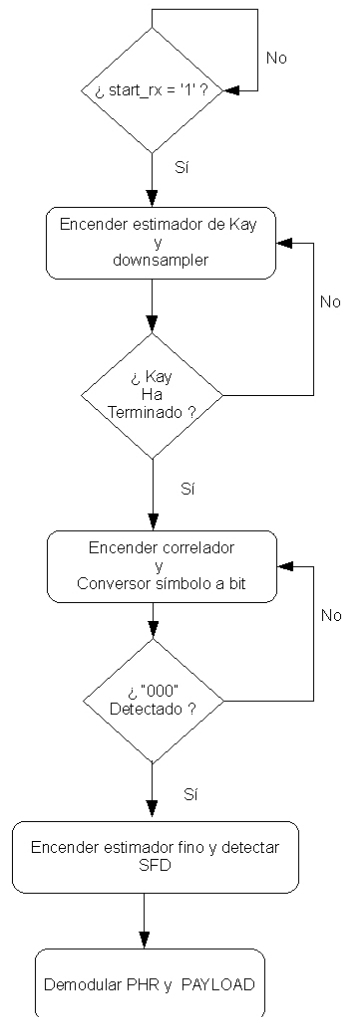 ¿ start_rx = '1' ?
No
Sí
Encender estimador de Kay
y
downsampler
No
¿ Kay
Ha
Terminado ?
Sí
Encender correlador
y
Conversor símbolo a bit
No
¿ "000"
Detectado ?
Sí
Encender estimador fino y detectar
SFD
Demodular PHR y PAYLOAD